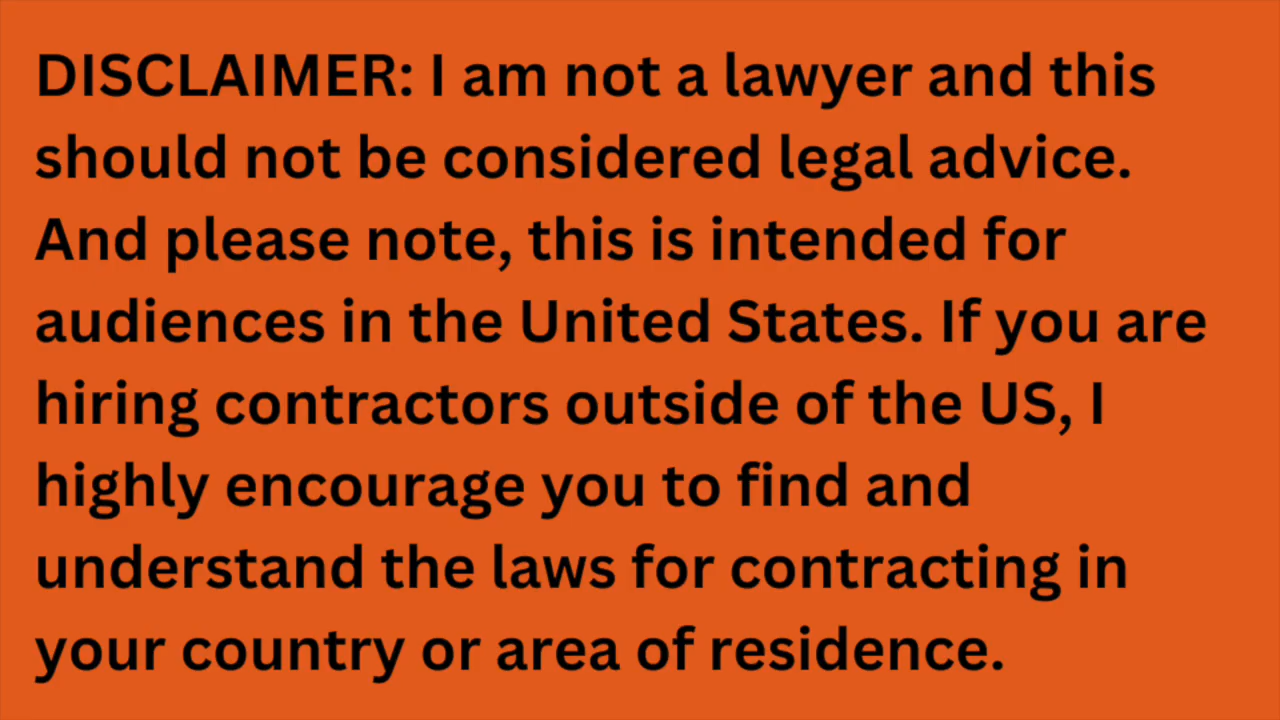 DISCLAIMER: I am not a lawyer and this
should not be considered legal advice.
And please note, this is intended for
audiences in the United States. If you are
hiring contractors outside of the US, I
highly encourage you to find and
understand the laws for contracting in
your country or area of residence.